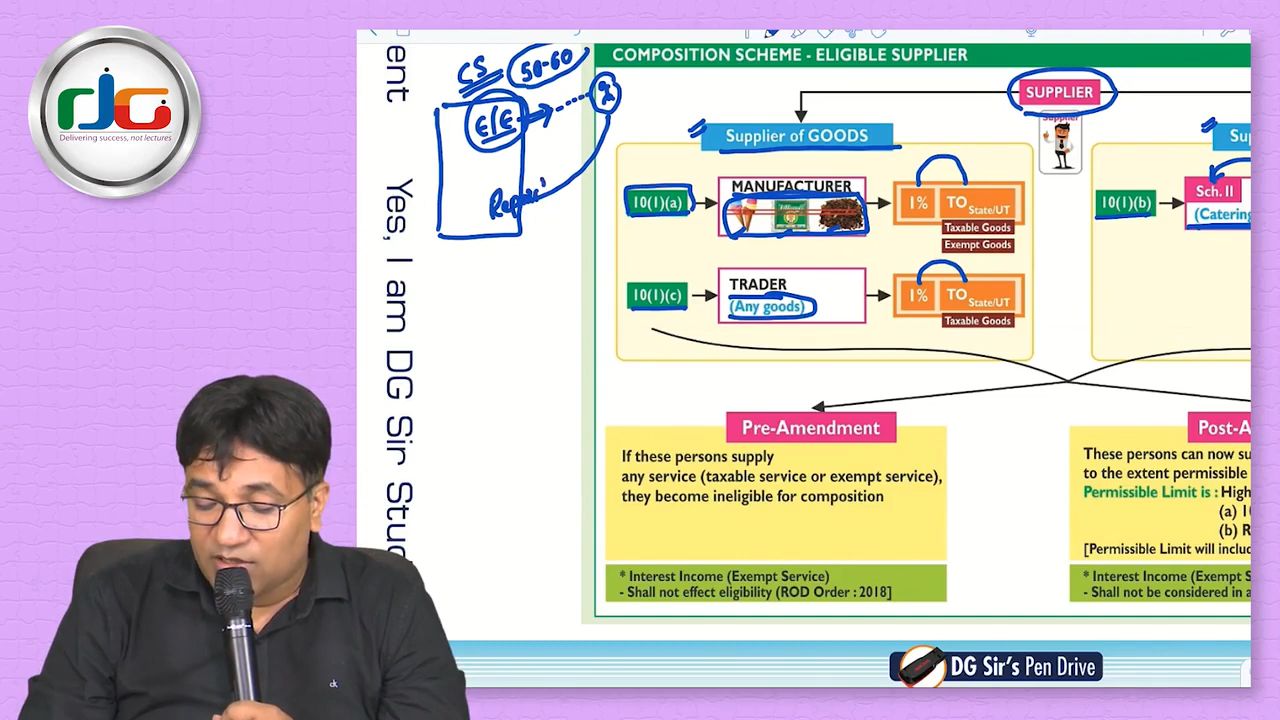 Delivering success, not lectures
Yes, I am DG Sir Stud
ent
CS
50-60
E/E
%
Repair
COMPOSITION SCHEME - ELIGIBLE SUPPLIER
SUPPLIER
Supplier
Supplier of GOODS
10(1)(a)
MANUFACTURER
1% TO State/UT
Taxable Goods
Exempt Goods
10(1)(c)
TRADER
(Any goods)
1% TO State/UT
Taxable Goods
Su
10(1)(b)
Sch. II
(Catering
Pre-Amendment
If these persons supply
any service (taxable service or exempt service),
they become ineligible for composition
* Interest Income (Exempt Service)
- Shall not effect eligibility (ROD Order : 2018]
Post-A
These persons can now su
to the extent permissible
Permissible Limit is : High
(a) 10
(b) R
[Permissible Limit will inclu
* Interest Income (Exempt S
- Shall not be considered in a
DG Sir's Pen Drive